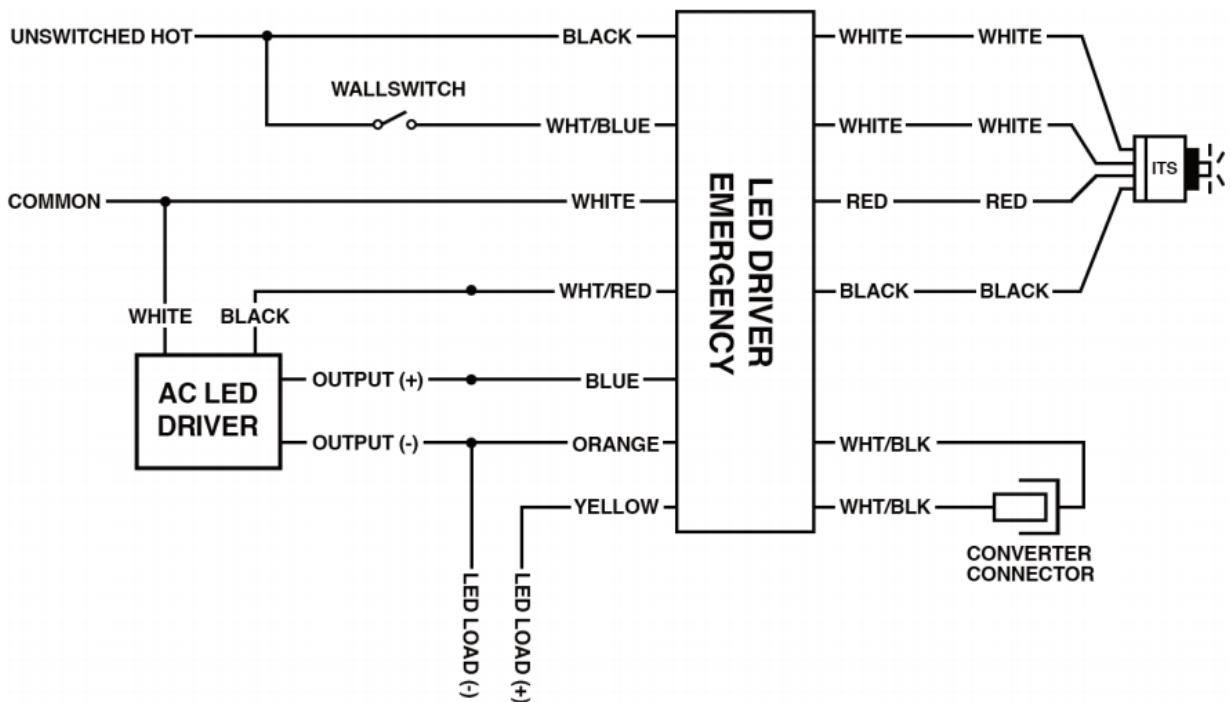 UNSWITCHED HOT
BLACK
WHITE
WHITE
WALLSWITCH
WHT/BLUE
WHITE
WHITE
ITS
COMMON
WHITE
RED
RED
LED DRIVER
EMERGENCY
WHT/RED
BLACK
BLACK
WHITE
BLACK
AC LED
DRIVER
OUTPUT (+)
BLUE
OUTPUT (-)
ORANGE
WHT/BLK
YELLOW
WHT/BLK
CONVERTER
CONNECTOR
LED LOAD (-)
LED LOAD (+)